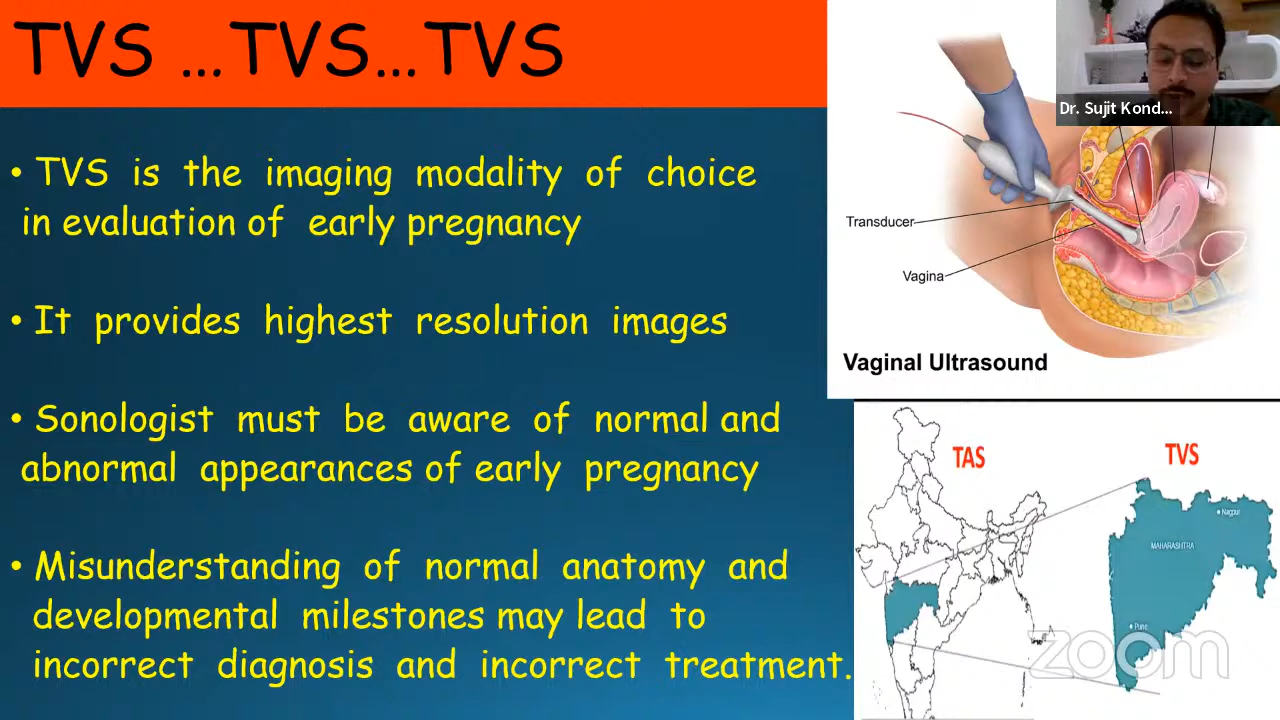 TVS ...TVS...TVS
• TVS is the imaging modality of choice
in evaluation of early pregnancy
• It provides highest resolution images
• Sonologist must be aware of normal and
abnormal appearances of early pregnancy
• Misunderstanding of normal anatomy and
developmental milestones may lead to
incorrect diagnosis and incorrect treatment.
Dr. Sujit Kond...
Transducer
Vagina
Vaginal Ultrasound
TAS
TVS
Nagpur
MAHARASHTRA
Pune
zoom